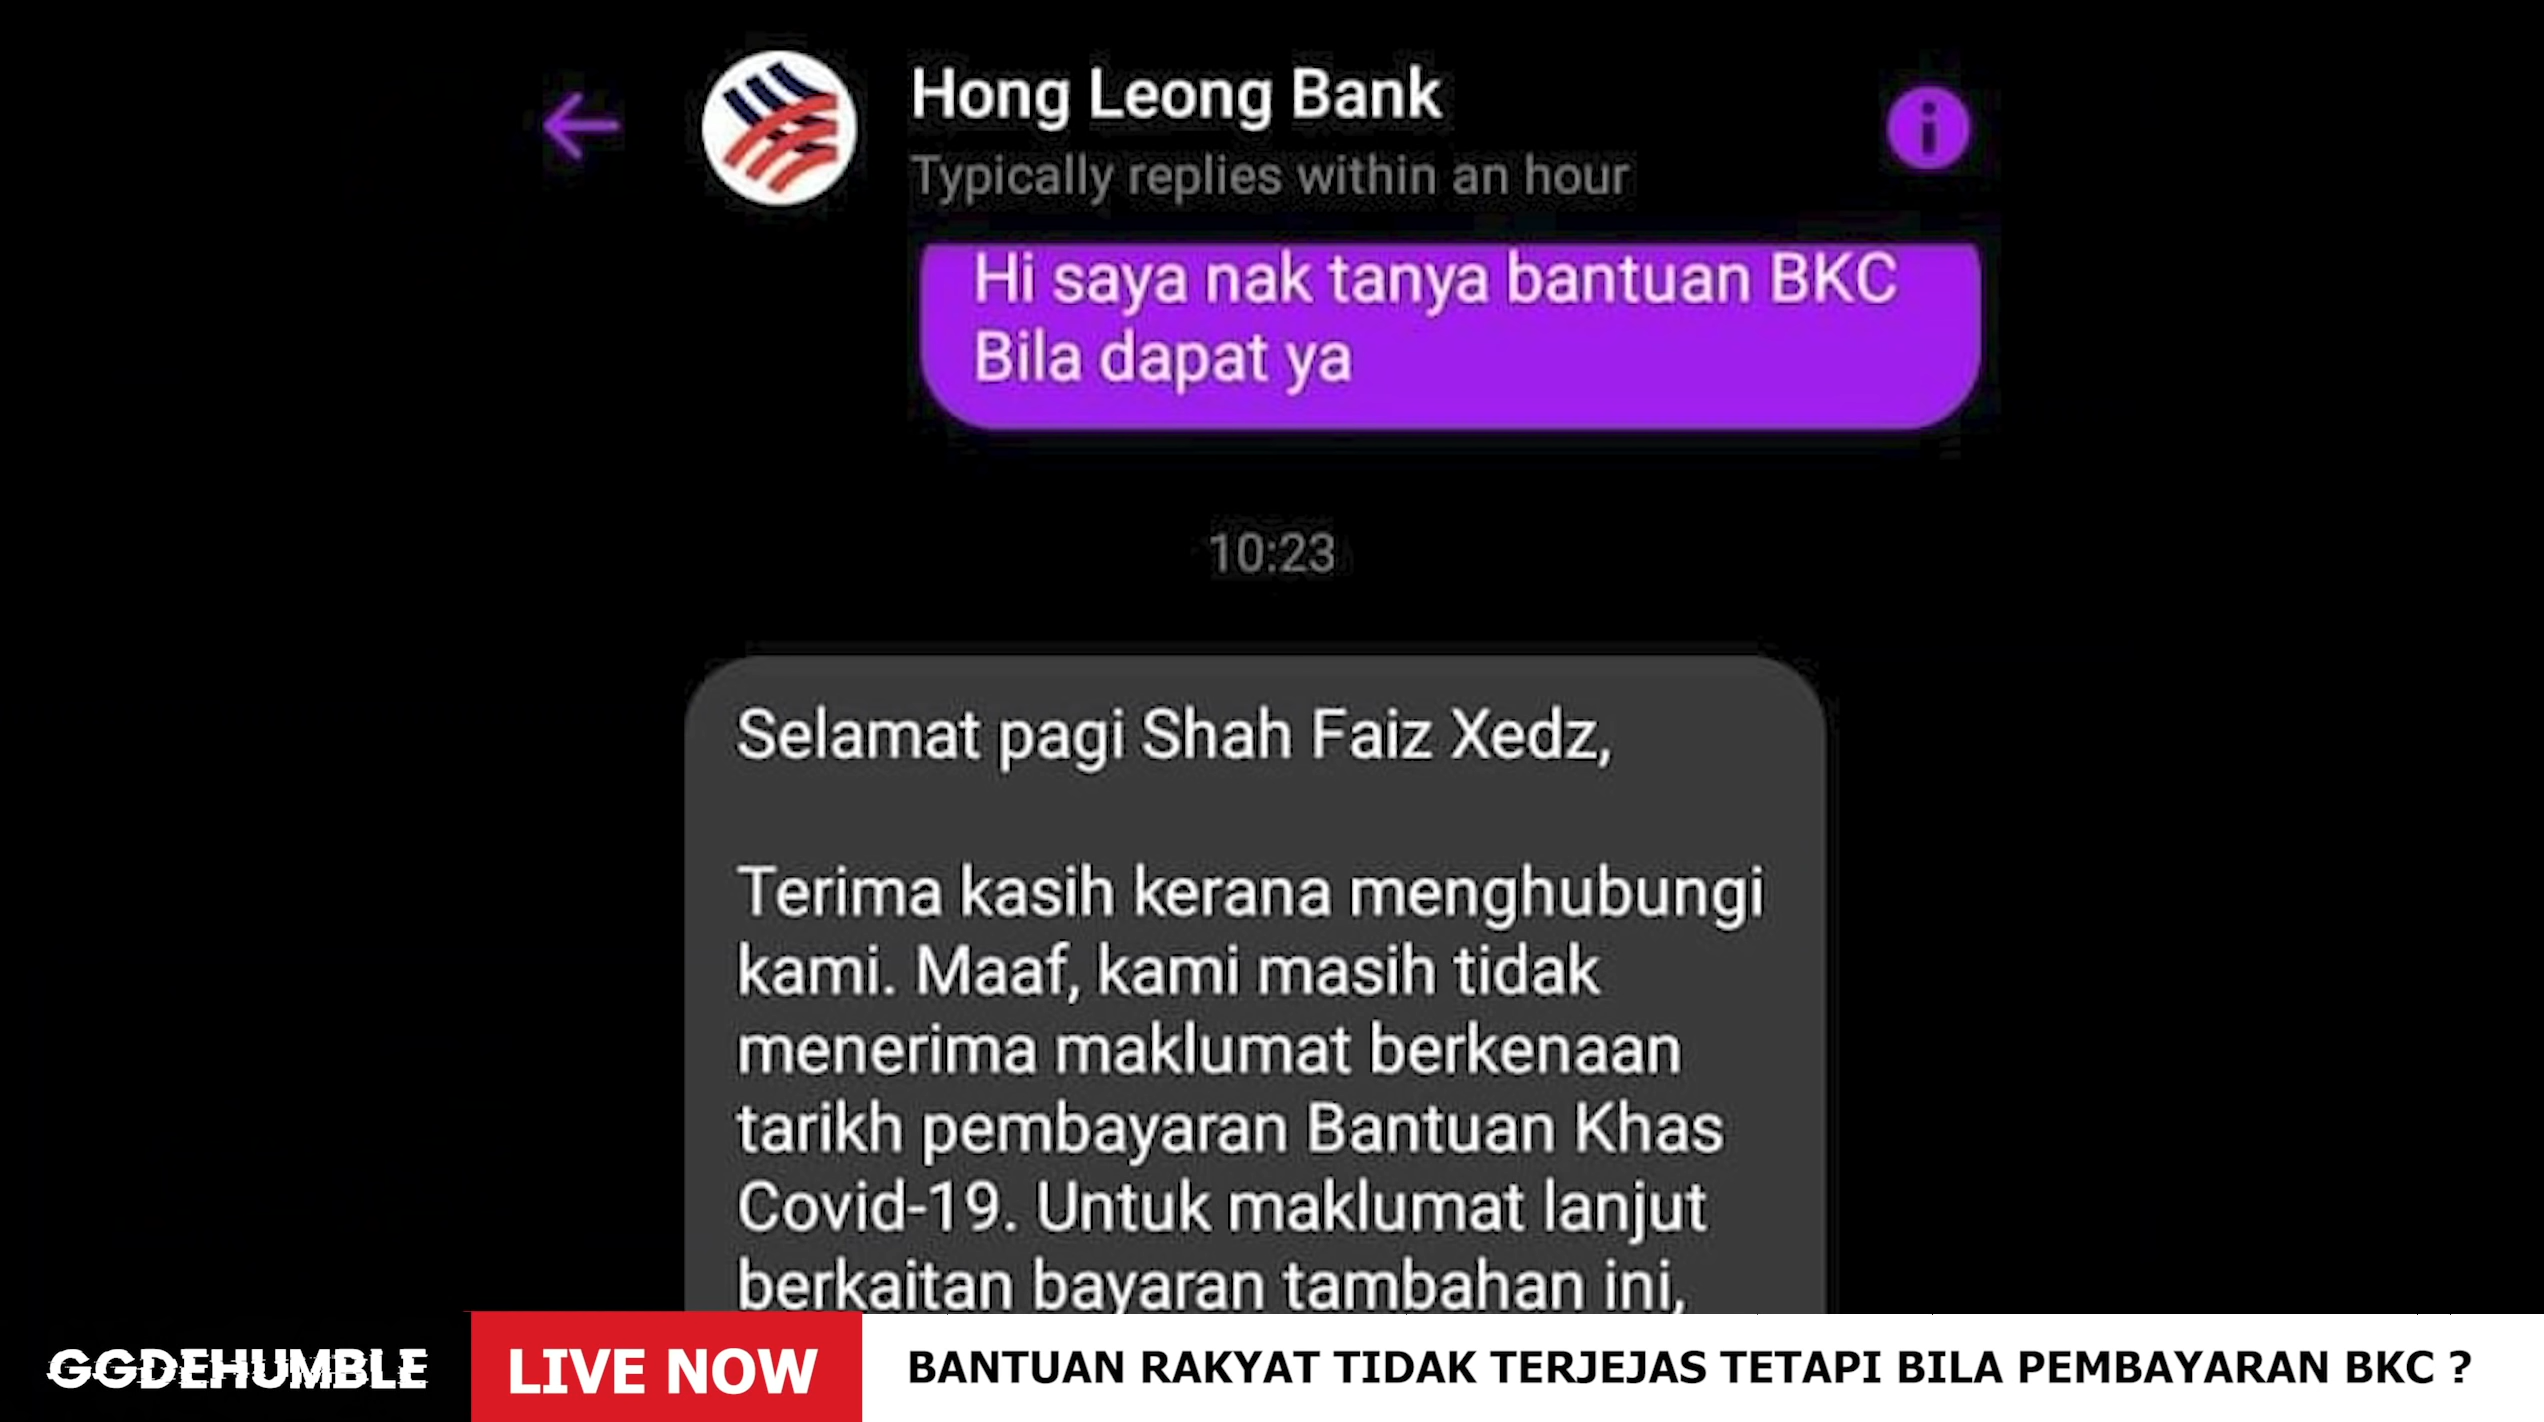 Hong Leong Bank
Typically replies within an hour
Hi saya nak tanya bantuan BKC
Bila dapat ya
10:23
Selamat pagi Shah Faiz Xedz,
Terima kasih kerana menghubungi
kami. Maaf, kami masih tidak
menerima maklumat berkenaan
tarikh pembayaran Bantuan Khas
Covid-19. Untuk maklumat lanjut
berkaitan bayaran tambahan ini,
GGDEHUMBLE
LIVE NOW
BANTUAN RAKYAT TIDAK TERJEJAS TETAPI BILA PEMBAYARAN BKC ?